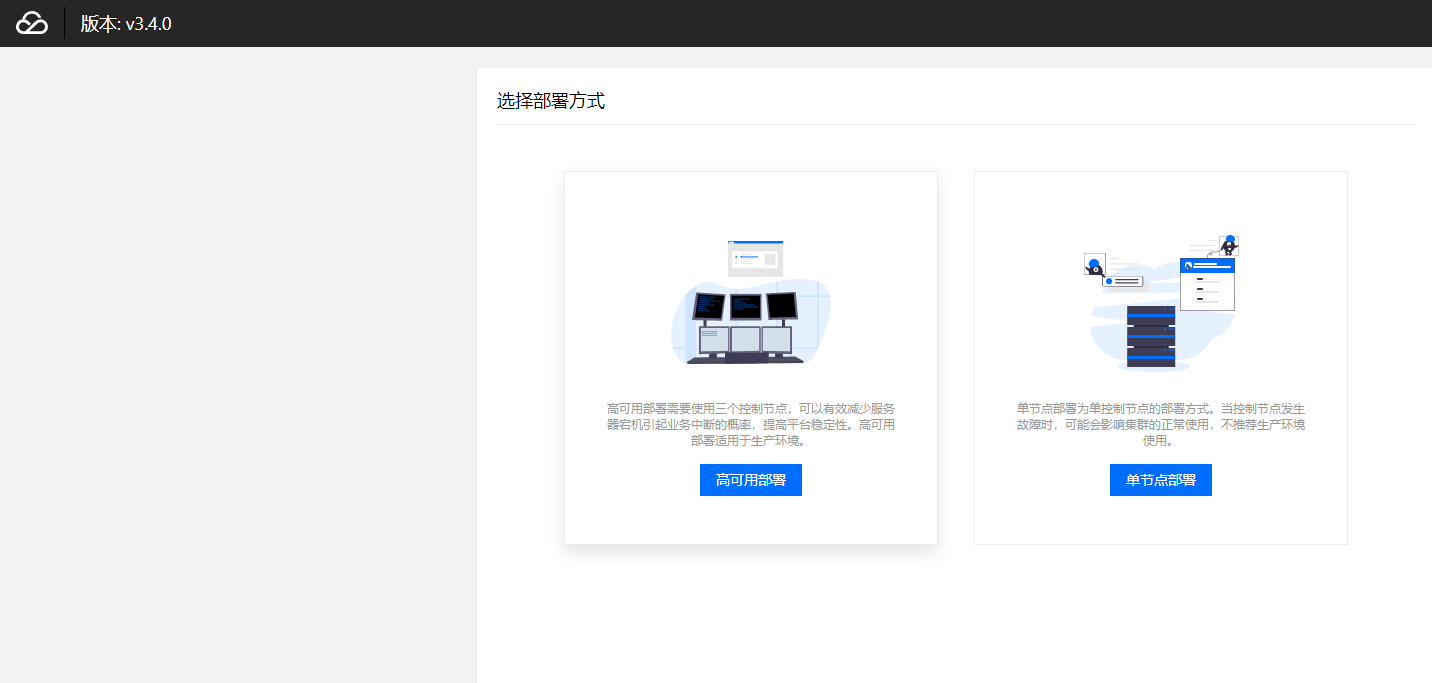 版本: v3.4.0
选择部署方式
高可用部署需要使用三个控制节点，可以有效减少服务
器宕机引起业务中断的概率，提高平台稳定性。高可用
部署适用于生产环境。
高可用部署
单节点部署为单控制节点的部署方式。当控制节点发生
故障时，可能会影响集群的正常使用，不推荐生产环境
使用。
单节点部署